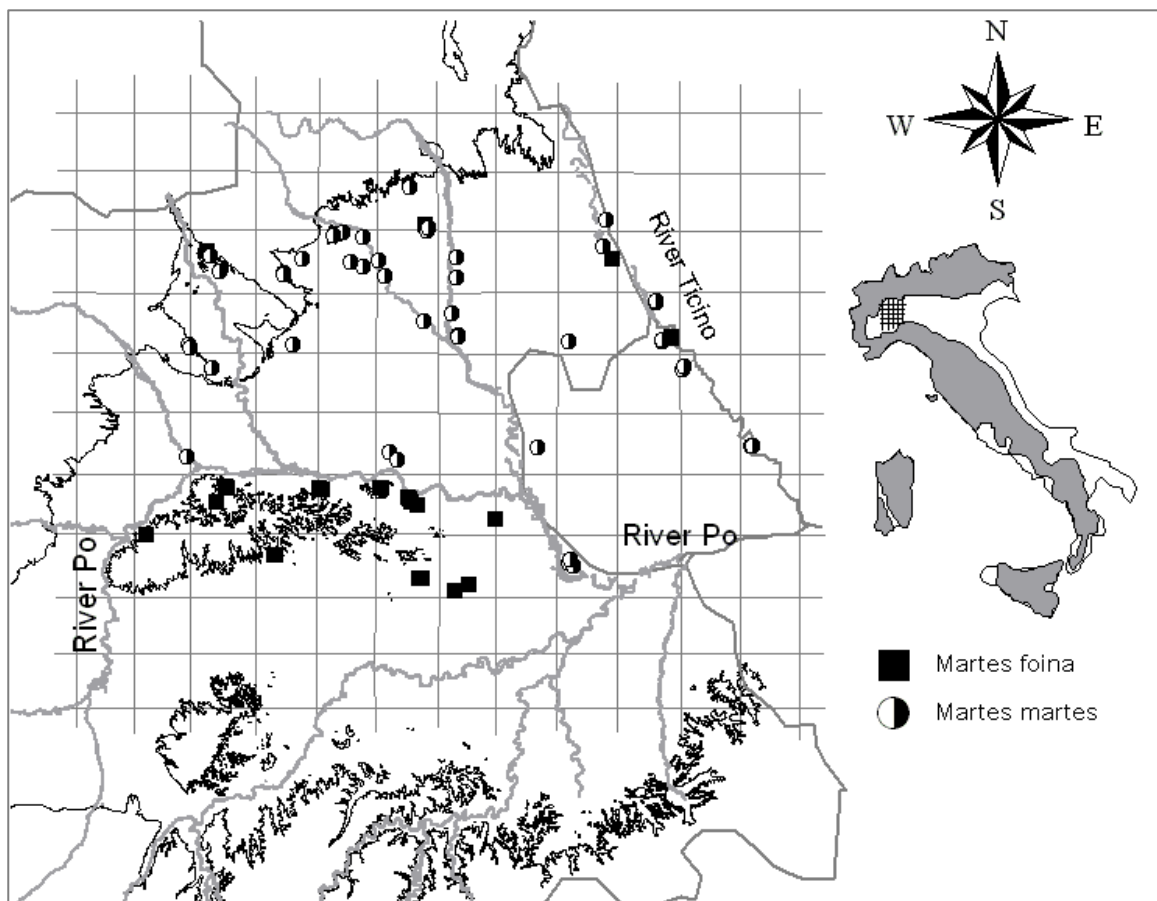 N
W E
S
River Ticino
River Po
River Po
Martes foina
Martes martes